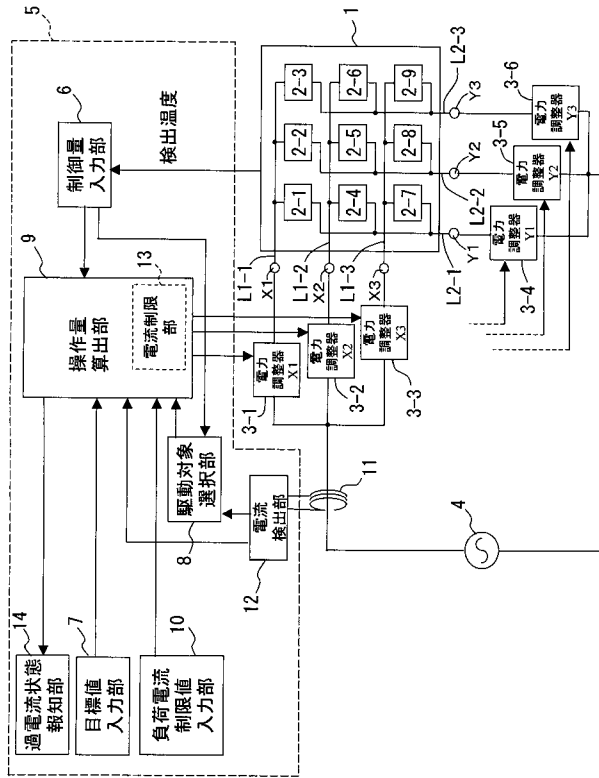 5
14
過電流状態
報知部
7
目標値
入力部
10
負荷電流
制限値
入力部
9
操作量
算出部
13
電流制限
部
6
制御量
入力部
検出温度
駆動対象
選択部
8
電流
検出部
12
11
4
電力
調整器
X1
3-1
電力
調整器
X2
3-2
電力
調整器
X3
3-3
L1-1
X1
L1-2
X2
L1-3
X3
1
2-1
2-2
2-3
2-4
2-5
2-6
2-7
2-8
2-9
L2-1
Y1
L2-2
Y2
L2-3
Y3
電力
調整器
Y1
3-4
電力
調整器
Y2
3-5
電力
調整器
Y3
3-6